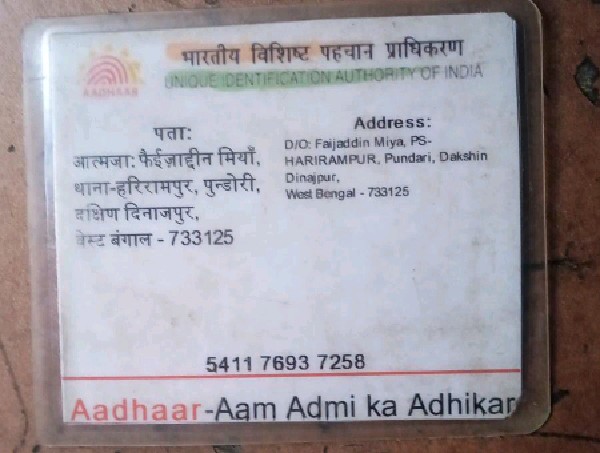 भारतीय विशिष्ट पहचान प्राधिकरण
UNIQUE IDENTIFICATION AUTHORITY OF INDIA
AADHAAR
पता:
आत्मजा: फैईज़ाद्दीन मियाँ,
थाना-हरिरामपुर, पुन्डोरी,
दक्षिण दिनाजपुर,
वेस्ट बंगाल - 733125
Address:
D/O: Faijaddin Miya, PS-
HARIRAMPUR, Pundari, Dakshin
Dinajpur,
West Bengal - 733125
5411 7693 7258
Aadhaar-Aam Admi ka Adhikar